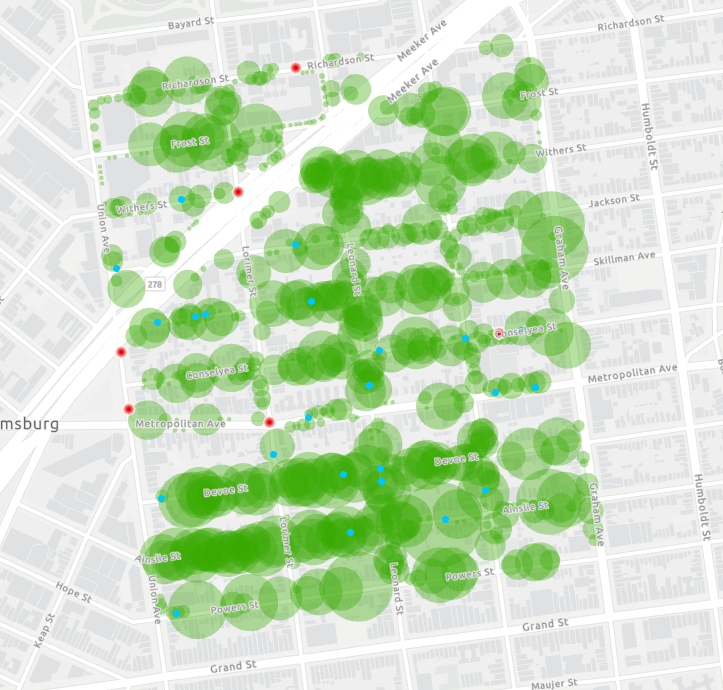 Bayard St
Richardson St
Meeker Ave
Richardson St
Meeker Ave
Richardson St
Frost St
Humboldt St
Frost St
Withers St
Withers St
Union Ave
Jackson St
Lorimer St
Leonard St
Graham Ave
Skillman Ave
278
Conselyea St
Conselyea St
Metropolitan Ave
msburg
Metropolitan Ave
Devoe St
Devoe St
Humboldt St
Graham Ave
Ainslie St
Lorimer St
Ainslie St
Hope St
Union Ave
Leonard St
Powers St
Powers St
Keap St
Grand St
Grand St
Maujer St